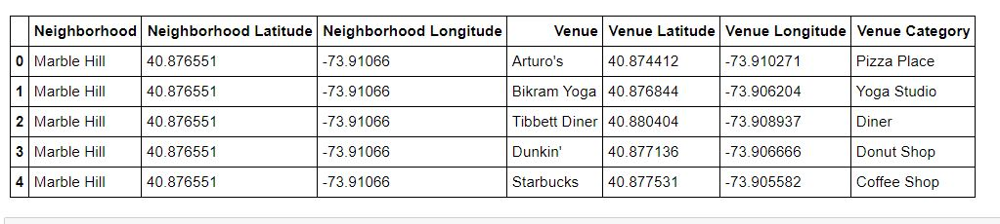 Neighborhood Neighborhood Latitude Neighborhood Longitude Venue Venue Latitude Venue Longitude Venue Category
0 Marble Hill 40.876551 -73.91066 Arturo's 40.874412 -73.910271 Pizza Place
1 Marble Hill 40.876551 -73.91066 Bikram Yoga 40.876844 -73.906204 Yoga Studio
2 Marble Hill 40.876551 -73.91066 Tibbett Diner 40.880404 -73.908937 Diner
3 Marble Hill 40.876551 -73.91066 Dunkin' 40.877136 -73.906666 Donut Shop
4 Marble Hill 40.876551 -73.91066 Starbucks 40.877531 -73.905582 Coffee Shop